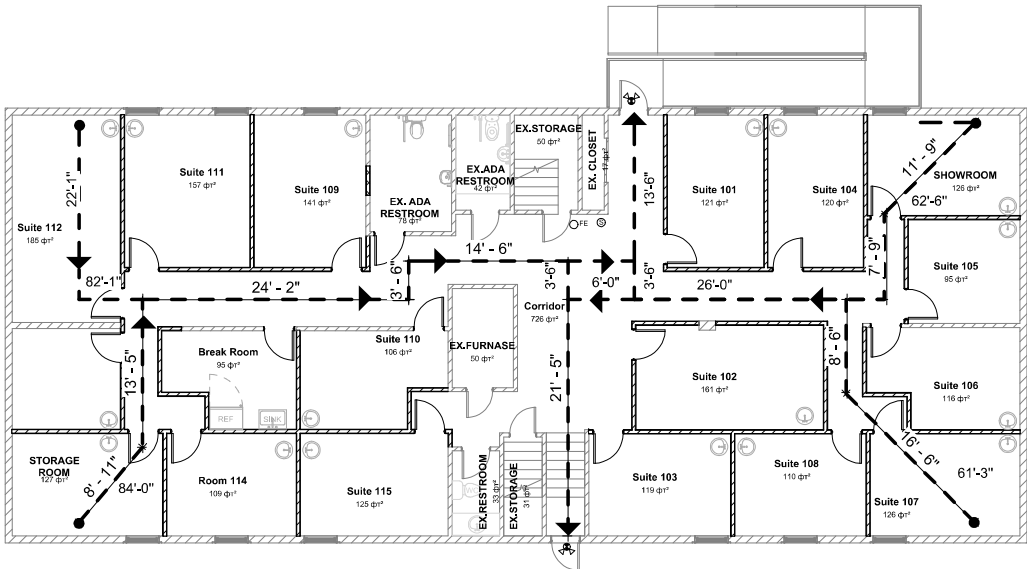 EX.STORAGE
50 фт²
EX. CLOSET
17 фт²
Suite 111
157 фт²
Suite 109
141 фт²
EX.ADA
RESTROOM
42 фт²
Suite 101
121 фт²
Suite 104
120 фт²
11' - 9"
SHOWROOM
126 фт²
62'-6"
22'-1"
Suite 112
185 фт²
EX. ADA
RESTROOM
78 фт²
FE
S
13'-6"
14' - 6"
7' - 9"
Suite 105
95 фт²
82'-1"
24' - 2"
3' - 6"
3'-6"
6'-0"
3'-6"
26'-0"
Corridor
726 фт²
13' - 5"
Break Room
95 фт²
REF
SINK
Suite 110
106 фт²
EX.FURNASE
50 фт²
21' - 5"
Suite 102
161 фт²
8' - 6"
Suite 106
116 фт²
STORAGE
ROOM
127 фт²
8' - 11"
84'-0"
Room 114
109 фт²
Suite 115
125 фт²
EX.RESTROOM
33 фт²
EX.STORAGE
31 фт²
Suite 103
119 фт²
Suite 108
110 фт²
16' - 6"
61'-3"
Suite 107
126 фт²